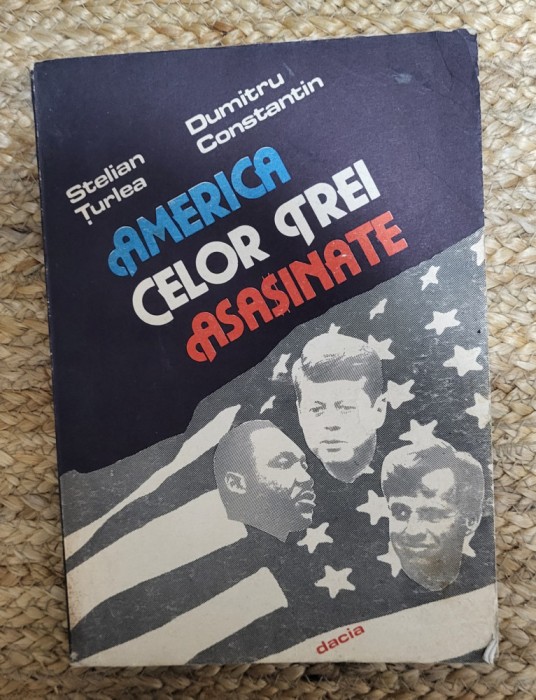 Stelian
Țurlea
Dumitru
Constantin
AMERICA
CELOR TREI
ASASINATE
dacia